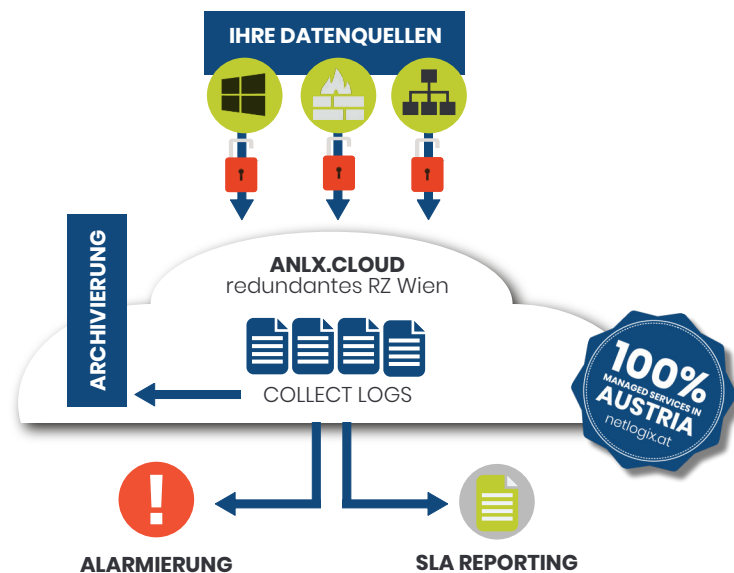 IHRE DATENQUELLEN
ARCHIVIERUNG
ANLX.CLOUD
redundantes RZ Wien
COLLECT LOGS
100%
MANAGED SERVICES IN
AUSTRIA
netlogix.at
ALARMIERUNG
SLA REPORTING